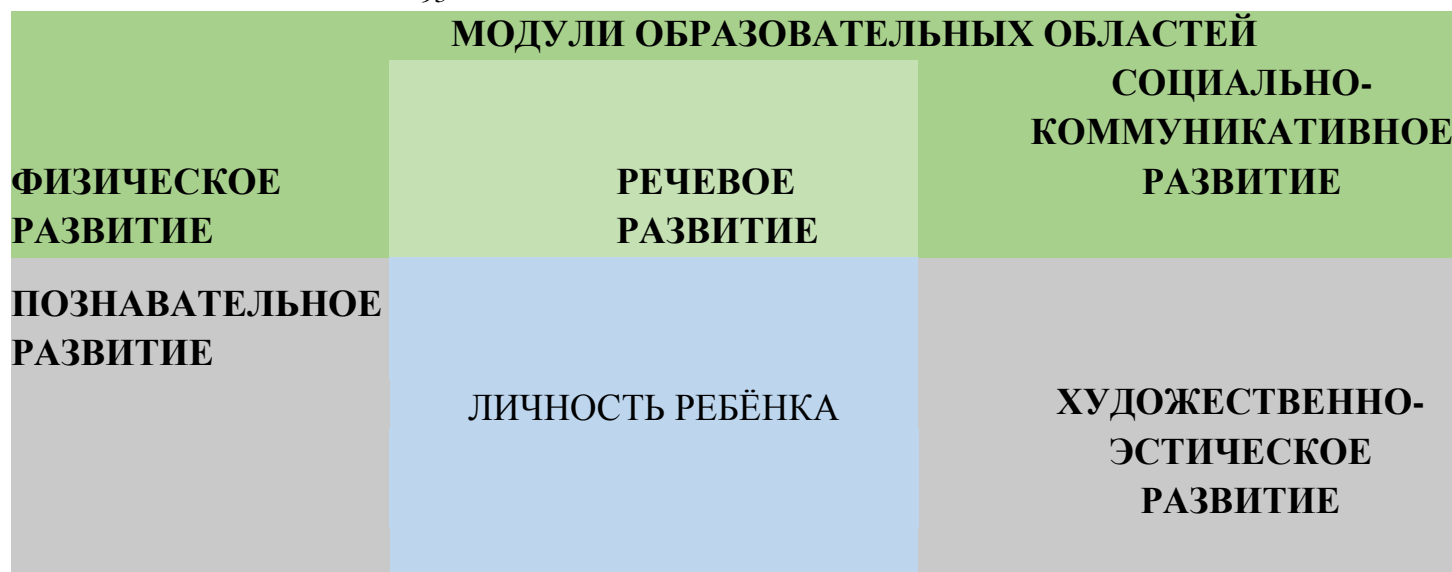 МОДУЛИ ОБРАЗОВАТЕЛЬНЫХ ОБЛАСТЕЙ
ФИЗИЧЕСКОЕ
РАЗВИТИЕ
РЕЧЕВОЕ
РАЗВИТИЕ
СОЦИАЛЬНО-
КОММУНИКАТИВНОЕ
РАЗВИТИЕ
ПОЗНАВАТЕЛЬНОЕ
РАЗВИТИЕ
ЛИЧНОСТЬ РЕБЁНКА
ХУДОЖЕСТВЕННО-
ЭСТИЧЕСКОЕ
РАЗВИТИЕ